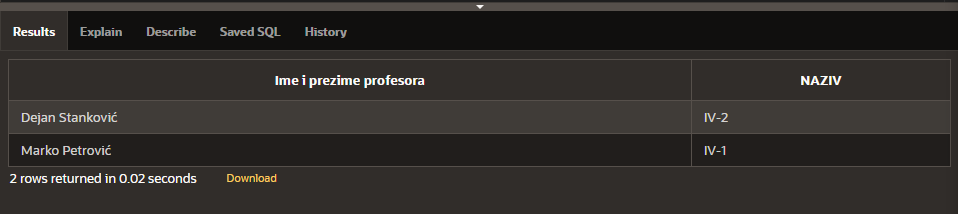 Results Explain Describe Saved SQL History
Ime i prezime profesora NAZIV
Dejan Stanković IV-2
Marko Petrović IV-1
2 rows returned in 0.02 seconds Download